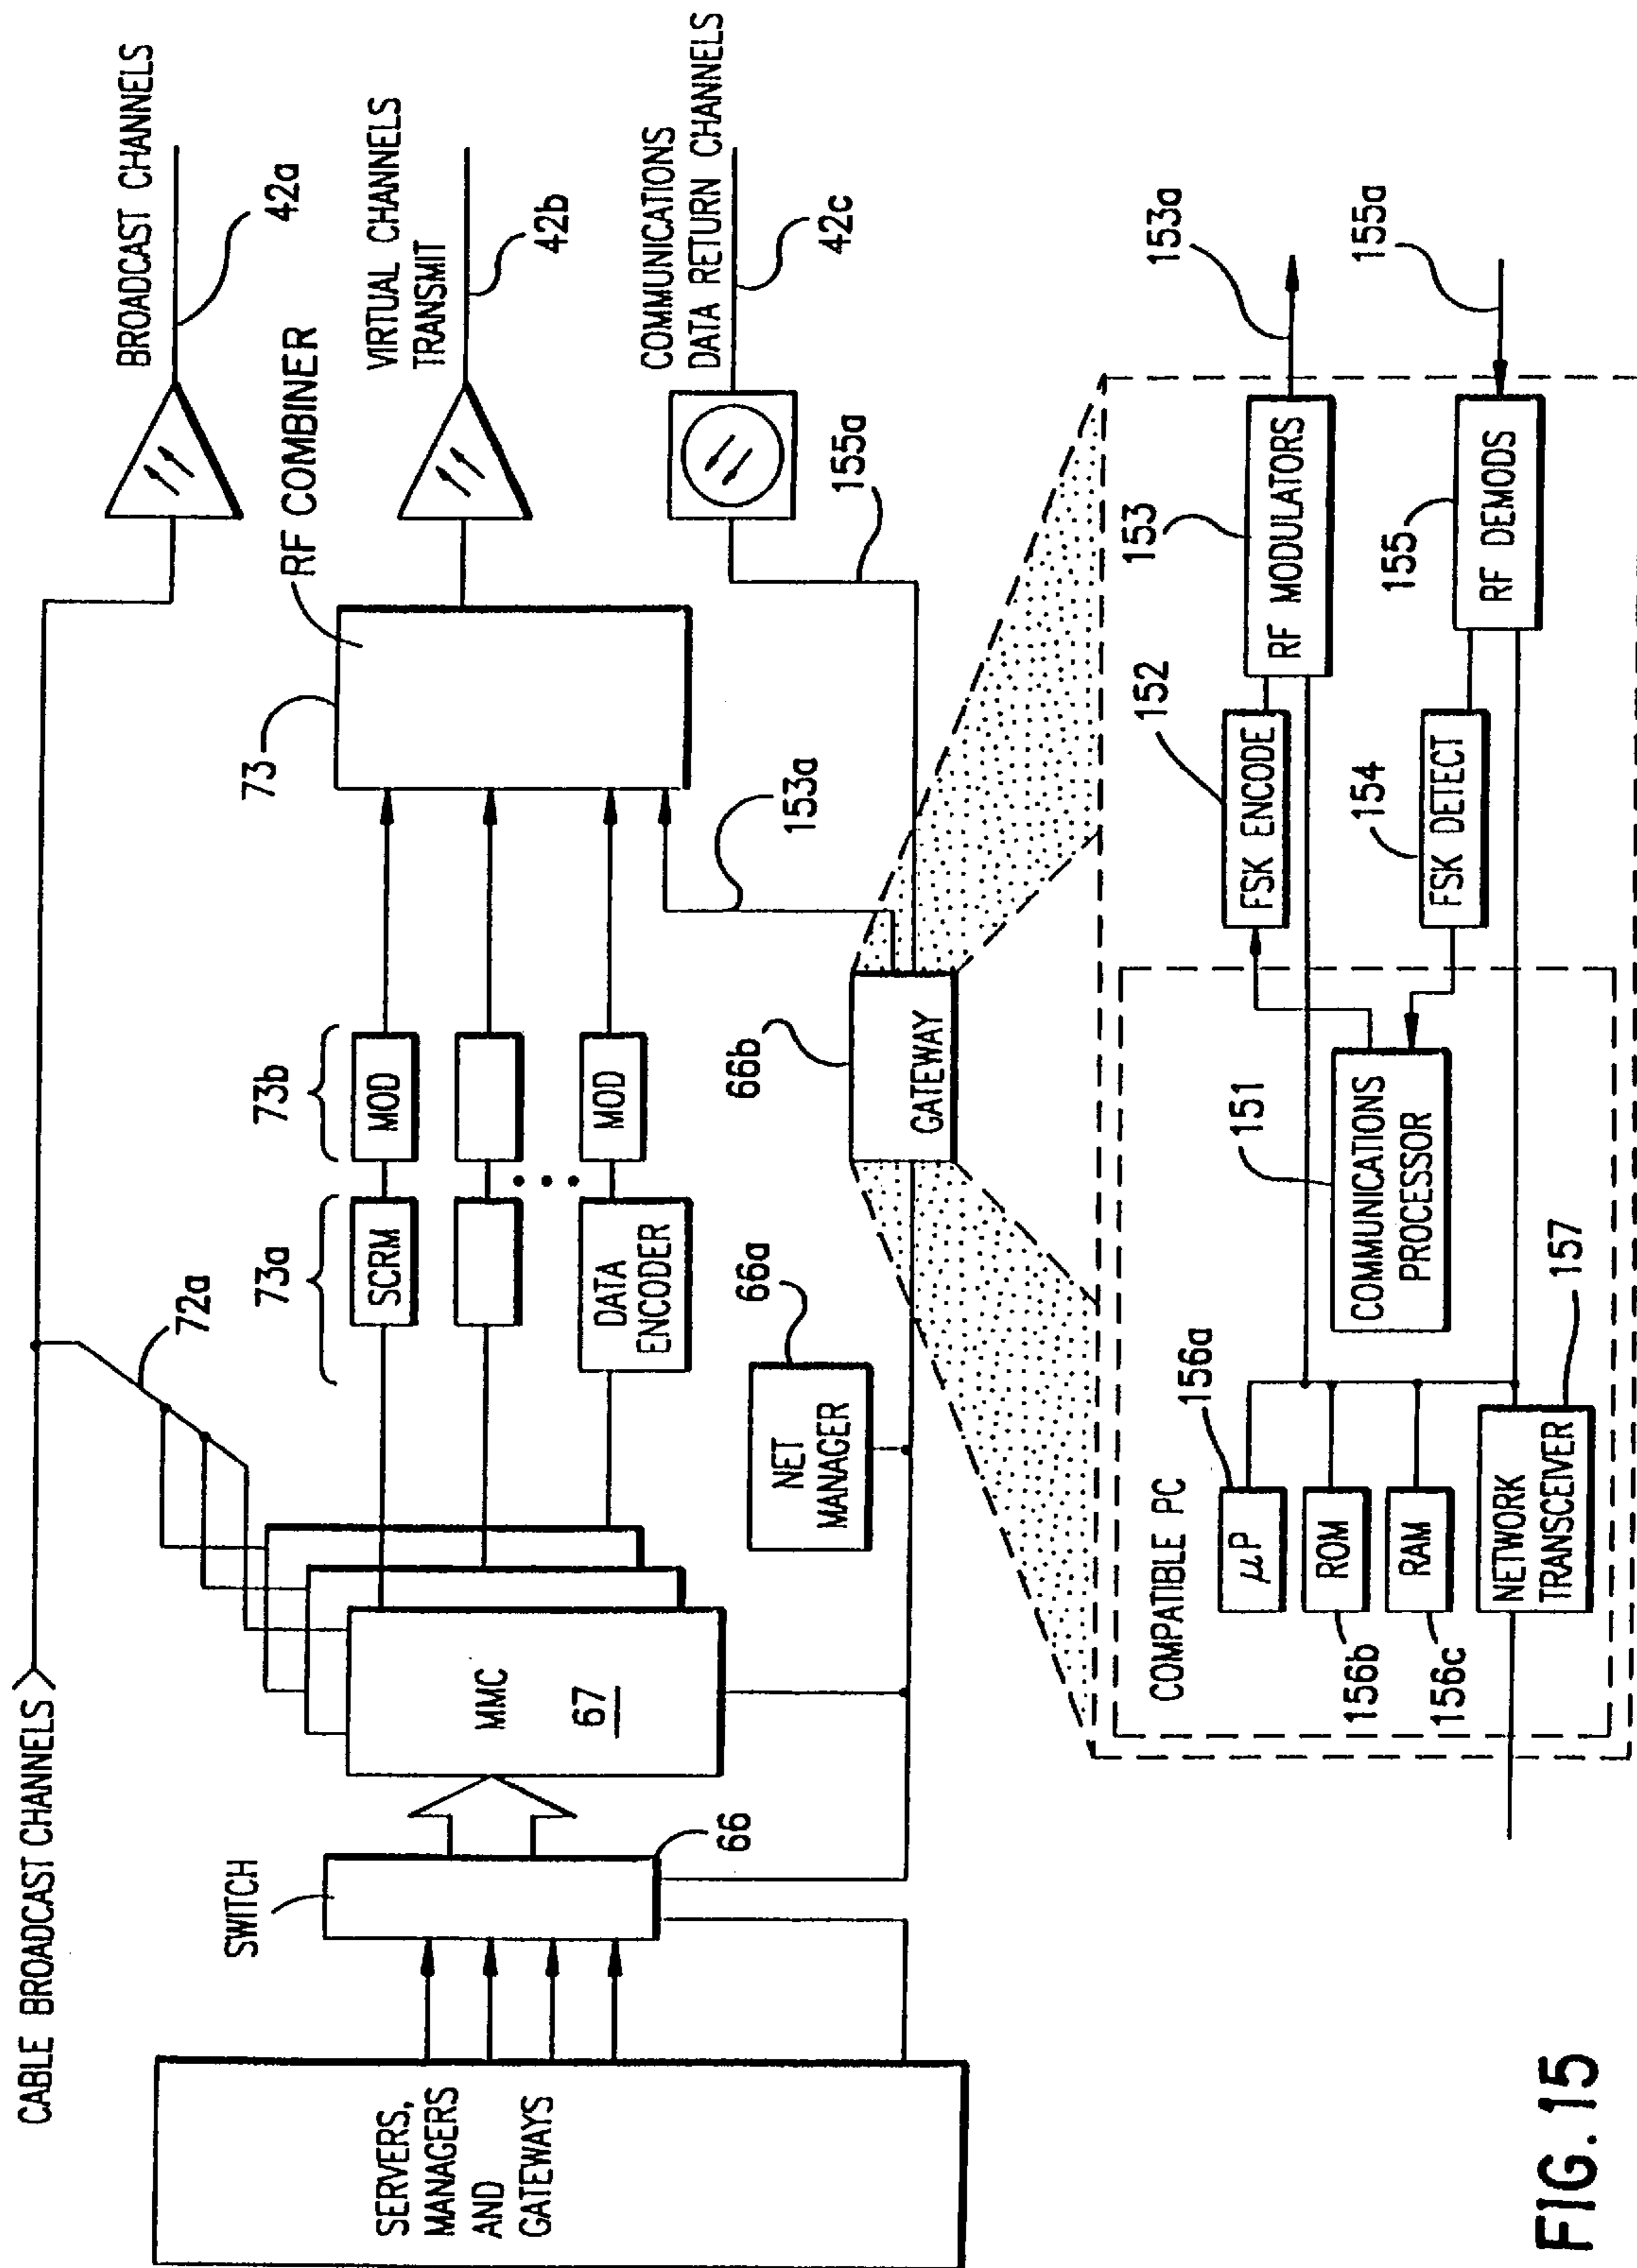 CABLE BROADCAST CHANNELS
BROADCAST CHANNELS
42a
72a
RF COMBINER
VIRTUAL CHANNELS
TRANSMIT
42b
SWITCH
66
SERVERS,
MANAGERS
AND
GATEWAYS
MMC
67
73a
73b
SCRM
MOD
DATA
ENCODER
MOD
73
153a
COMMUNICATIONS
DATA RETURN CHANNELS
42c
155a
NET
MANAGER
66a
GATEWAY
66b
COMPATIBLE PC
μP
156a
ROM
156b
RAM
156c
NETWORK
TRANSCEIVER
157
COMMUNICATIONS
PROCESSOR
151
FSK ENCODE
152
RF MODULATORS
153
153a
FSK DETECT
154
RF DEMODS
155
155a
FIG. 15